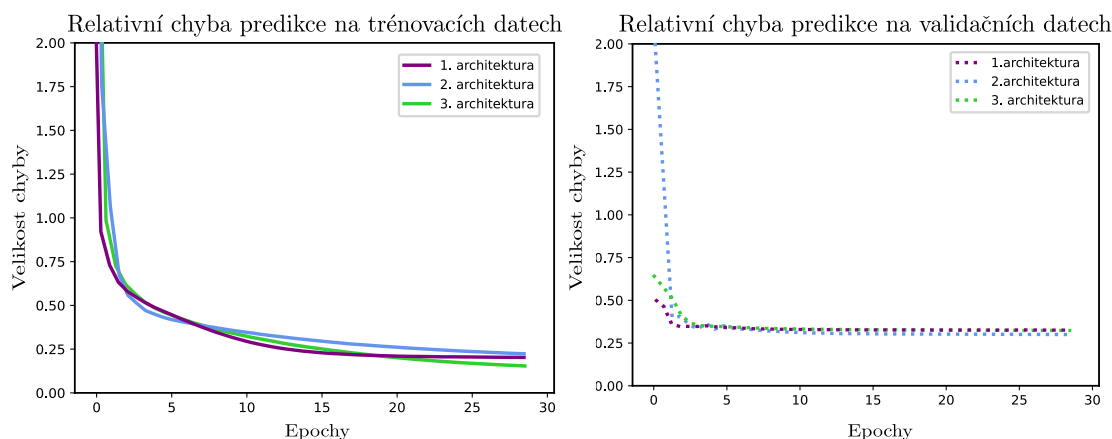 Relativní chyba predikce na trénovacích datech
2.00
1.75
1.50
1.25
1.00
0.75
0.50
0.25
0.00
Velikost chyby
1. architektura
2. architektura
3. architektura
0
5
10
15
20
25
30
Epochy
Relativní chyba predikce na validačních datech
2.00
1.75
1.50
1.25
1.00
0.75
0.50
0.25
0.00
Velikost chyby
1.architektura
2.architektura
3. architektura
0
5
10
15
20
25
30
Epochy